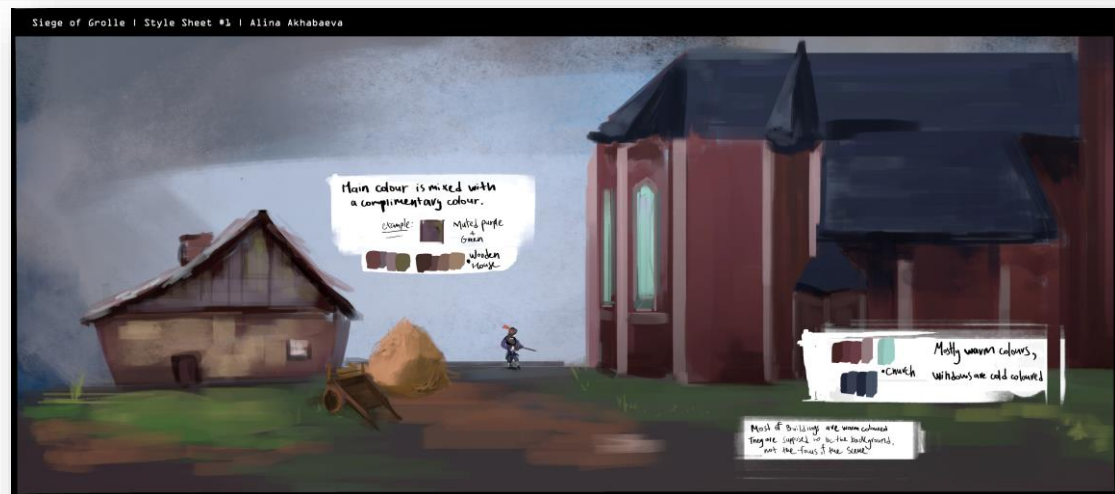 Siege of Grolle | Style Sheet #1 | Alina Akhabaeva
Main colour is mixed with
a complimentary colour.
example:
Muted purple
+
Green
•Wooden
House
Mostly warm colours,
•Church
windows are cold coloured
Most of Buildings are warm coloured
They are supposed to be the background,
not the focus of the scene